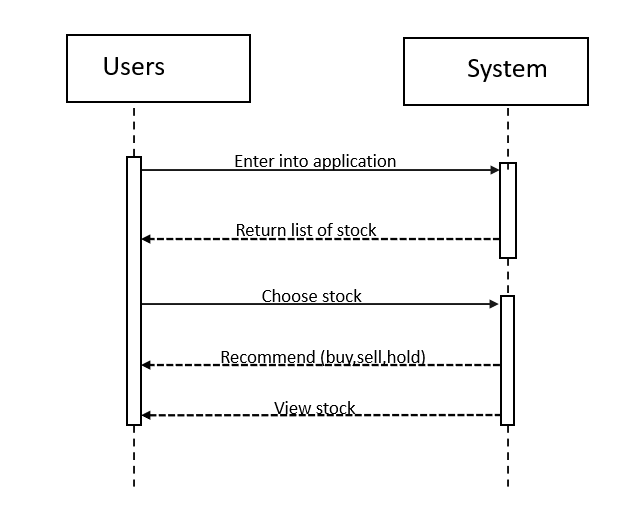 Users
System
Enter into application
Return list of stock
Choose stock
Recommend (buy,sell,hold)
View stock